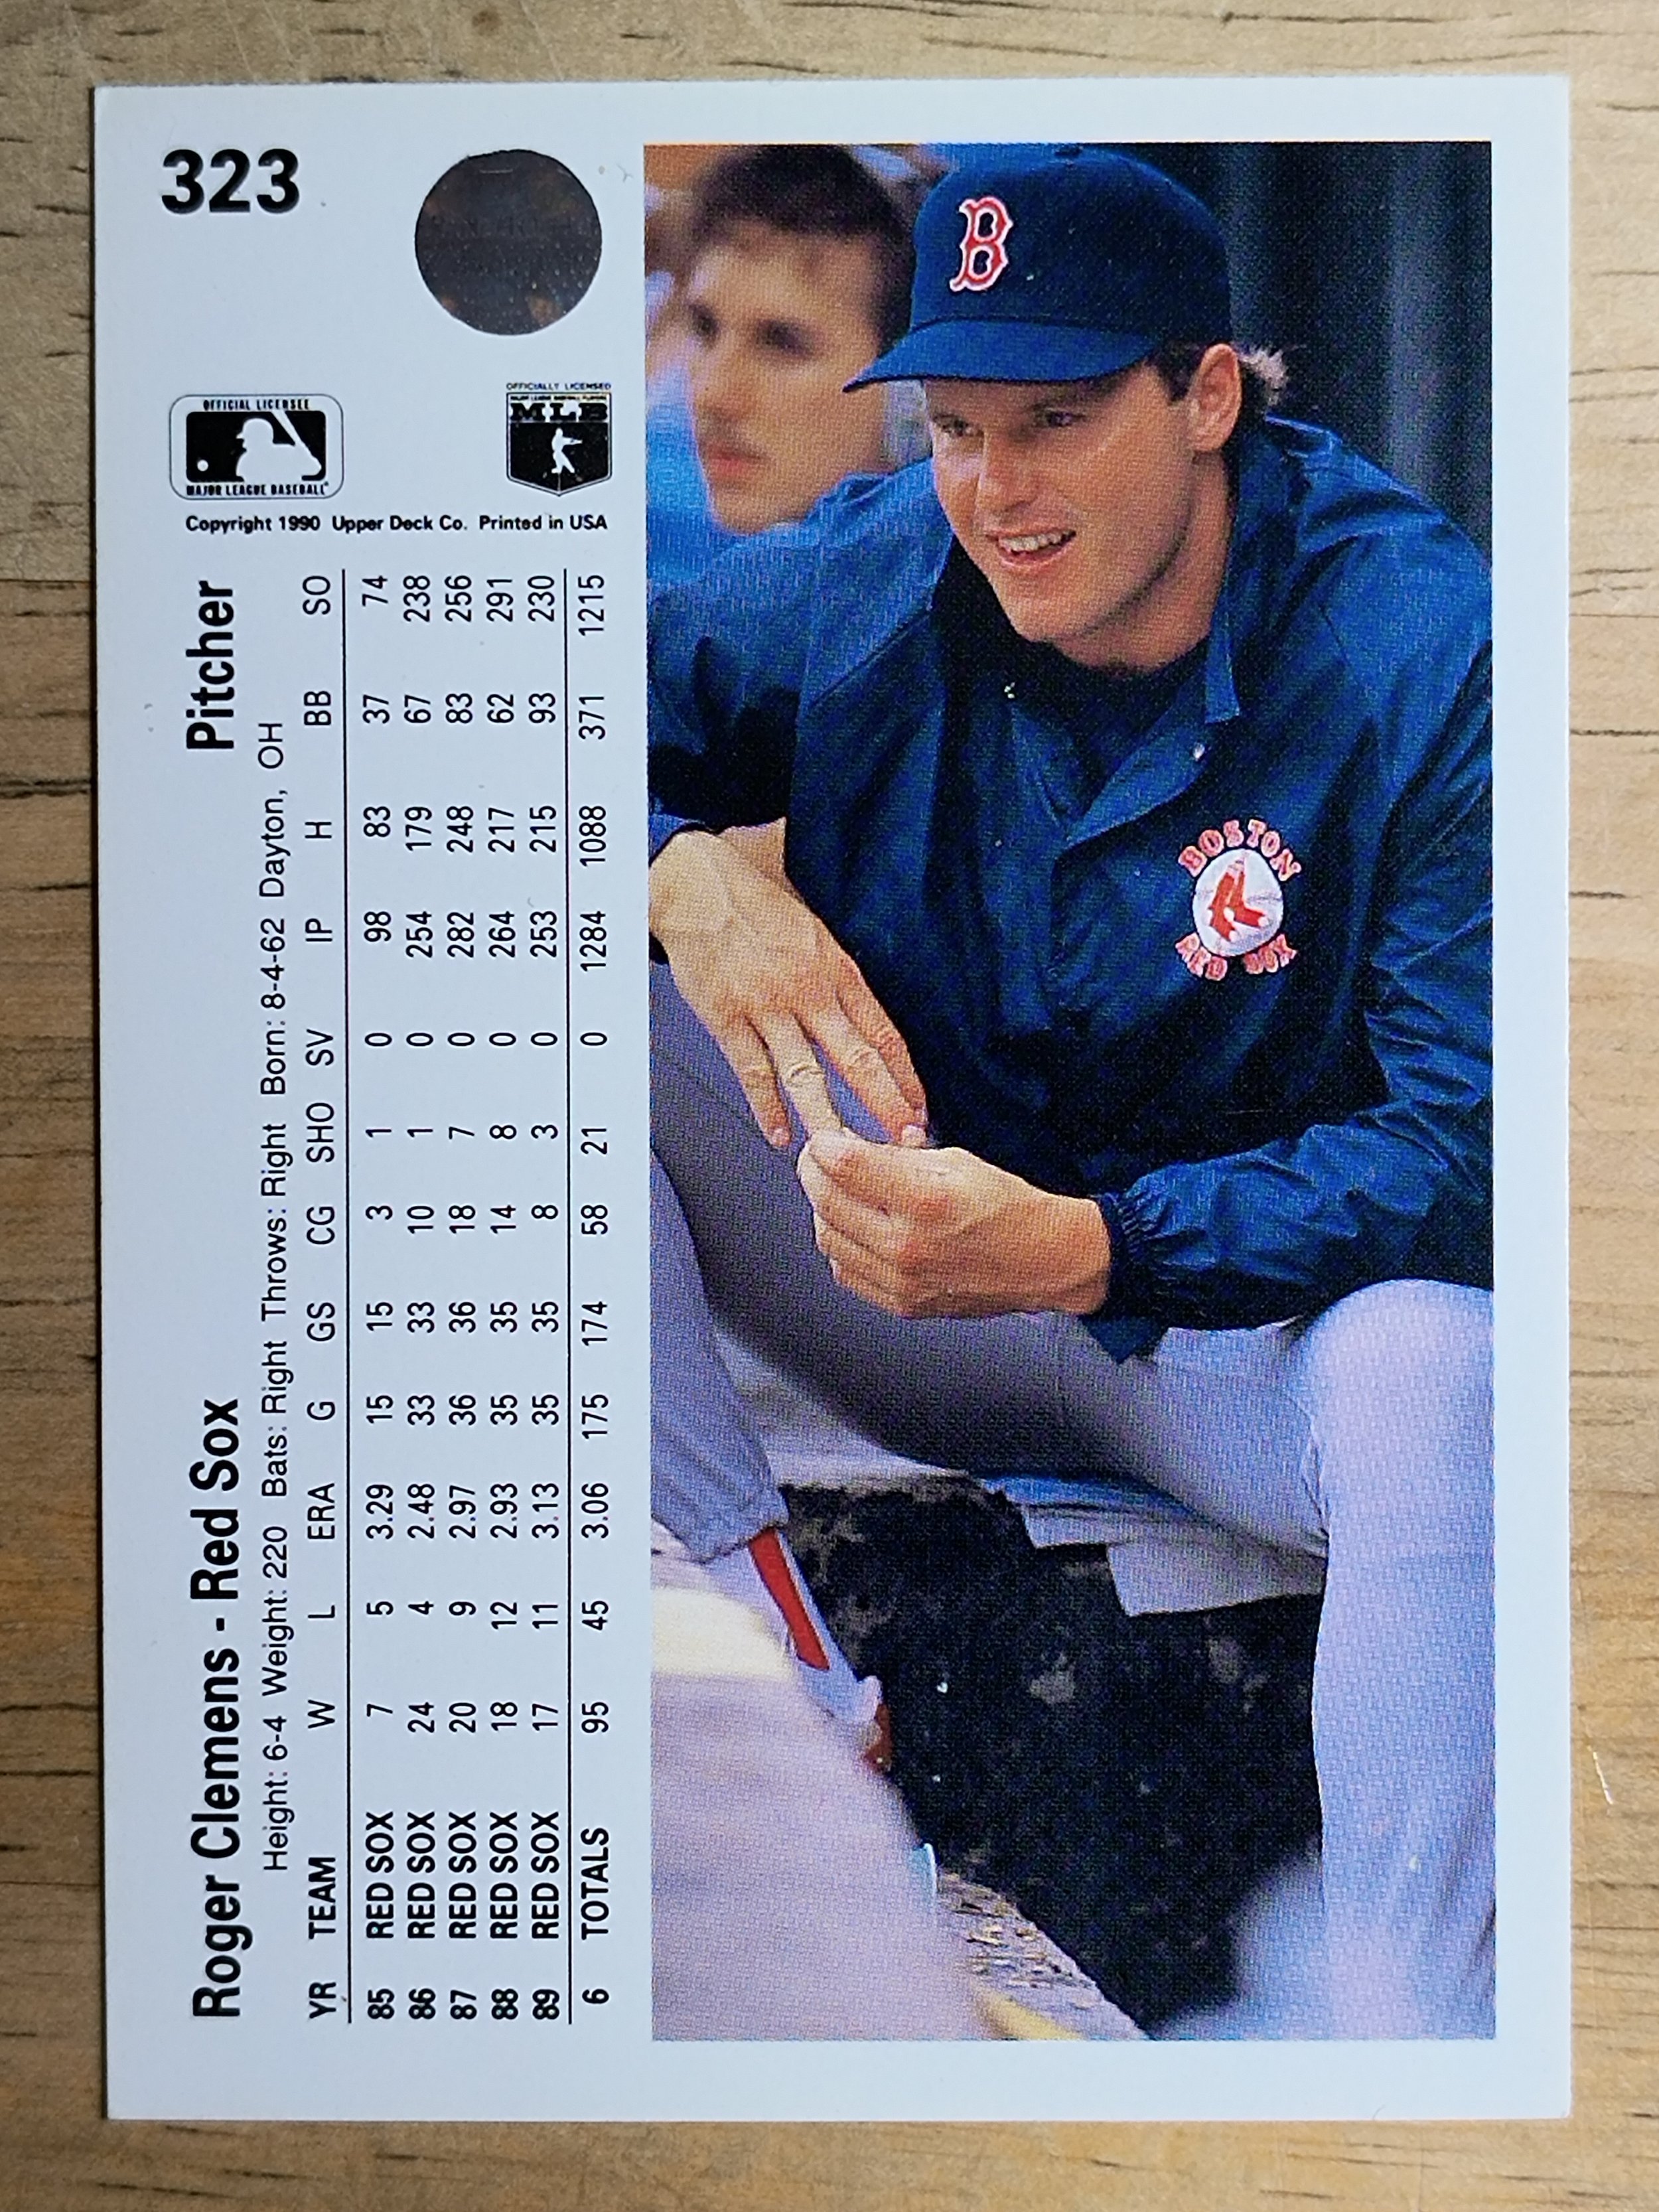 323
OFFICIAL LICENSEE
MAJOR LEAGUE BASEBALL
OFFICIALLY LICENSED
MLB
Copyright 1990 Upper Deck Co. Printed in USA
Roger Clemens - Red Sox Pitcher
Height: 6-4 Weight: 220 Bats: Right Throws: Right Born: 8-4-62 Dayton, OH
YR TEAM W L ERA G GS CG SHO SV IP H BB SO
85 RED SOX 7 5 3.29 15 15 3 1 0 98 83 37 74
86 RED SOX 24 4 2.48 33 33 10 1 0 254 179 67 238
87 RED SOX 20 9 2.97 36 36 18 7 0 282 248 83 256
88 RED SOX 18 12 2.93 35 35 14 8 0 264 217 62 291
89 RED SOX 17 11 3.13 35 35 8 3 0 253 215 93 230
6 TOTALS 95 45 3.06 175 174 58 21 0 1284 1088 371 1215
B
BOSTON
RED SOX